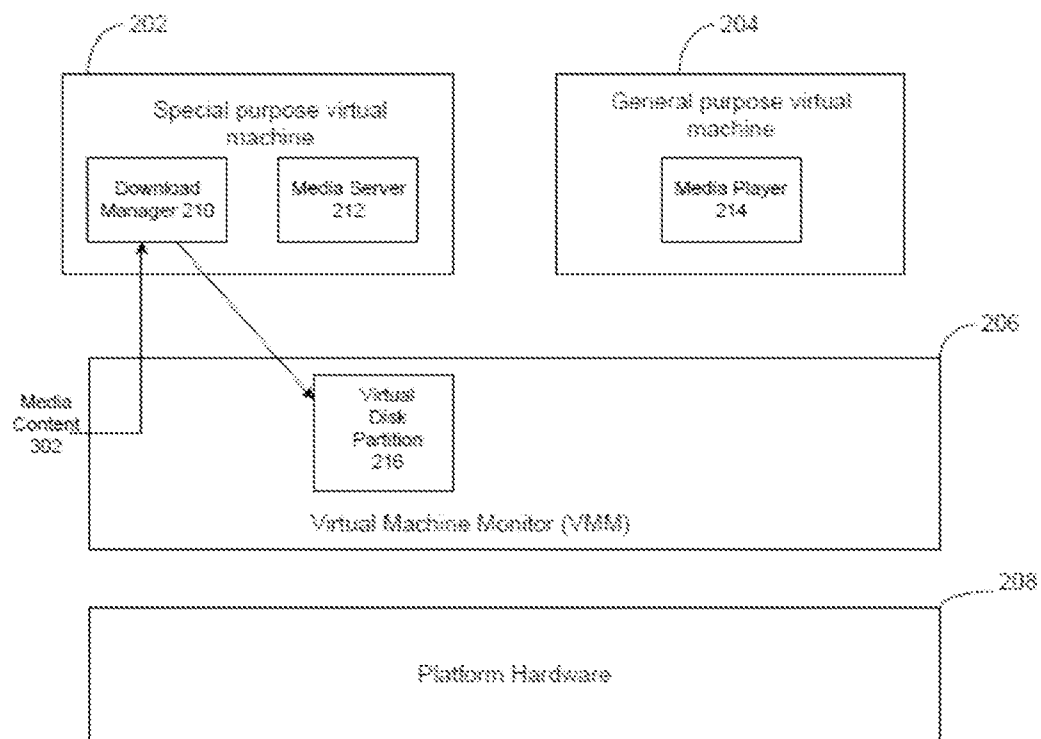 202
204
Special purpose virtual
machine
General purpose virtual
machine
Download
Manager 210
Media Server
212
Media Player
214
206
Media
Content
302
Virtual
Disk
Partition
216
Virtual Machine Monitor (VMM)
208
Platform Hardware